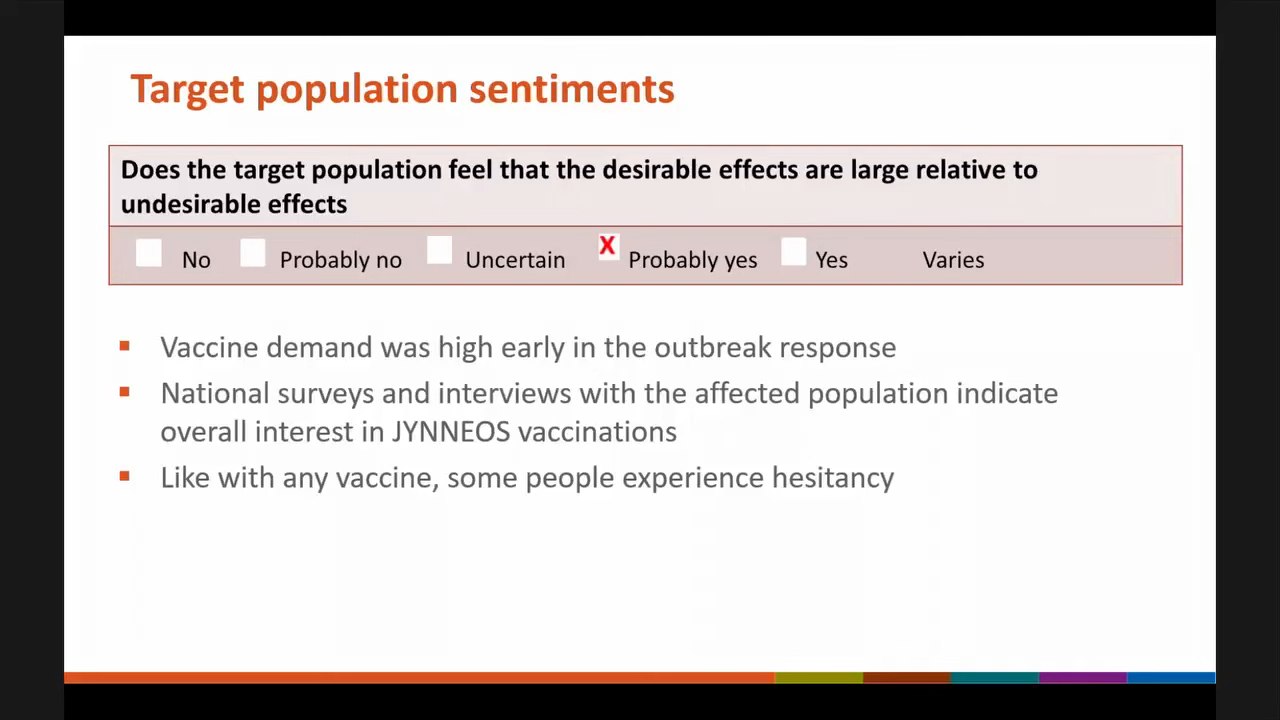 Target population sentiments
Does the target population feel that the desirable effects are large relative to
undesirable effects
No Probably no Uncertain X Probably yes Yes Varies
Vaccine demand was high early in the outbreak response
National surveys and interviews with the affected population indicate
overall interest in JYNNEOS vaccinations
Like with any vaccine, some people experience hesitancy